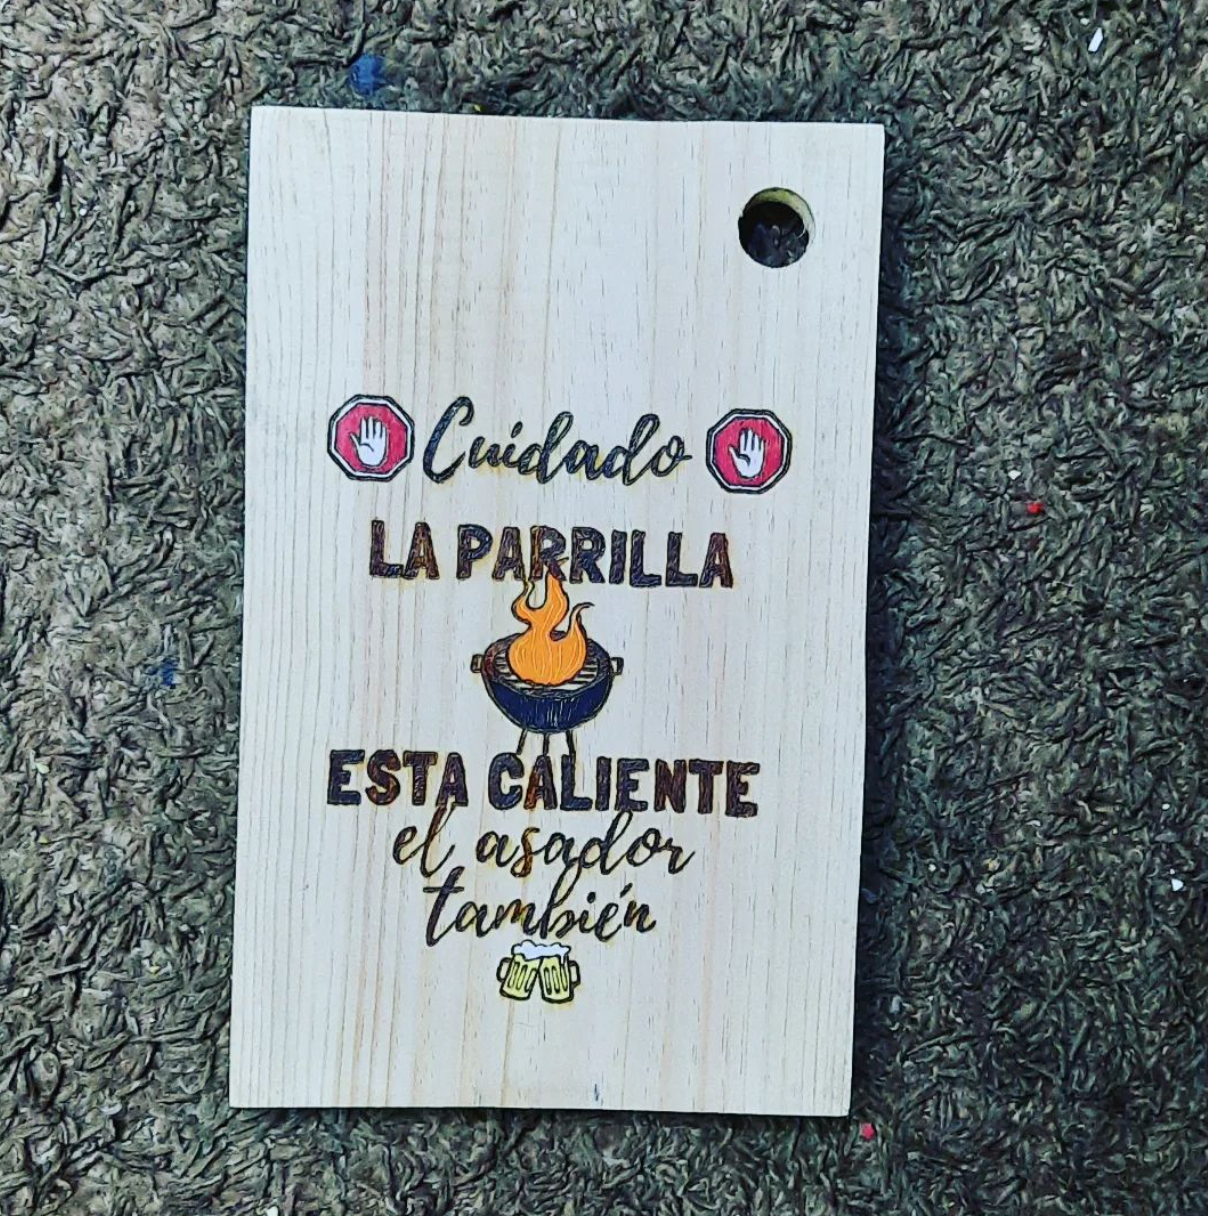 Cuidado
LA PARRILLA
ESTA CALIENTE
el asador
también